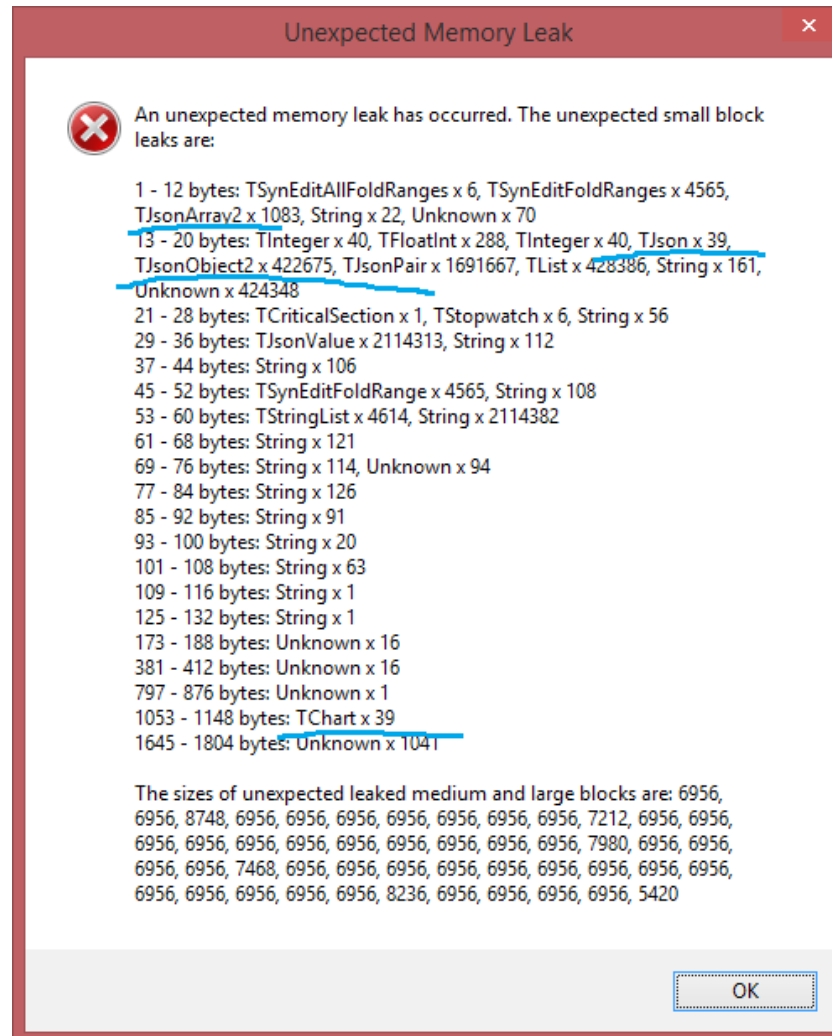 Unexpected Memory Leak
An unexpected memory leak has occurred. The unexpected small block
leaks are:
1 - 12 bytes: TSynEditAllFoldRanges x 6, TSynEditFoldRanges x 4565,
TJsonArray2 x 1083, String x 22, Unknown x 70
13 - 20 bytes: TInteger x 40, TFloatInt x 288, TInteger x 40, TJson x 39,
TJsonObject2 x 422675, TJsonPair x 1691667, TList x 428386, String x 161,
Unknown x 424348
21 - 28 bytes: TCriticalSection x 1, TStopwatch x 6, String x 56
29 - 36 bytes: TJsonValue x 2114313, String x 112
37 - 44 bytes: String x 106
45 - 52 bytes: TSynEditFoldRange x 4565, String x 108
53 - 60 bytes: TStringList x 4614, String x 2114382
61 - 68 bytes: String x 121
69 - 76 bytes: String x 114, Unknown x 94
77 - 84 bytes: String x 126
85 - 92 bytes: String x 91
93 - 100 bytes: String x 20
101 - 108 bytes: String x 63
109 - 116 bytes: String x 1
125 - 132 bytes: String x 1
173 - 188 bytes: Unknown x 16
381 - 412 bytes: Unknown x 16
797 - 876 bytes: Unknown x 1
1053 - 1148 bytes: TChart x 39
1645 - 1804 bytes: Unknown x 1041
The sizes of unexpected leaked medium and large blocks are: 6956,
6956, 8748, 6956, 6956, 6956, 6956, 6956, 6956, 6956, 7212, 6956, 6956,
6956, 6956, 6956, 6956, 6956, 6956, 6956, 6956, 6956, 7980, 6956, 6956,
6956, 6956, 7468, 6956, 6956, 6956, 6956, 6956, 6956, 6956, 6956, 6956,
6956, 6956, 6956, 6956, 6956, 8236, 6956, 6956, 6956, 6956, 5420
OK